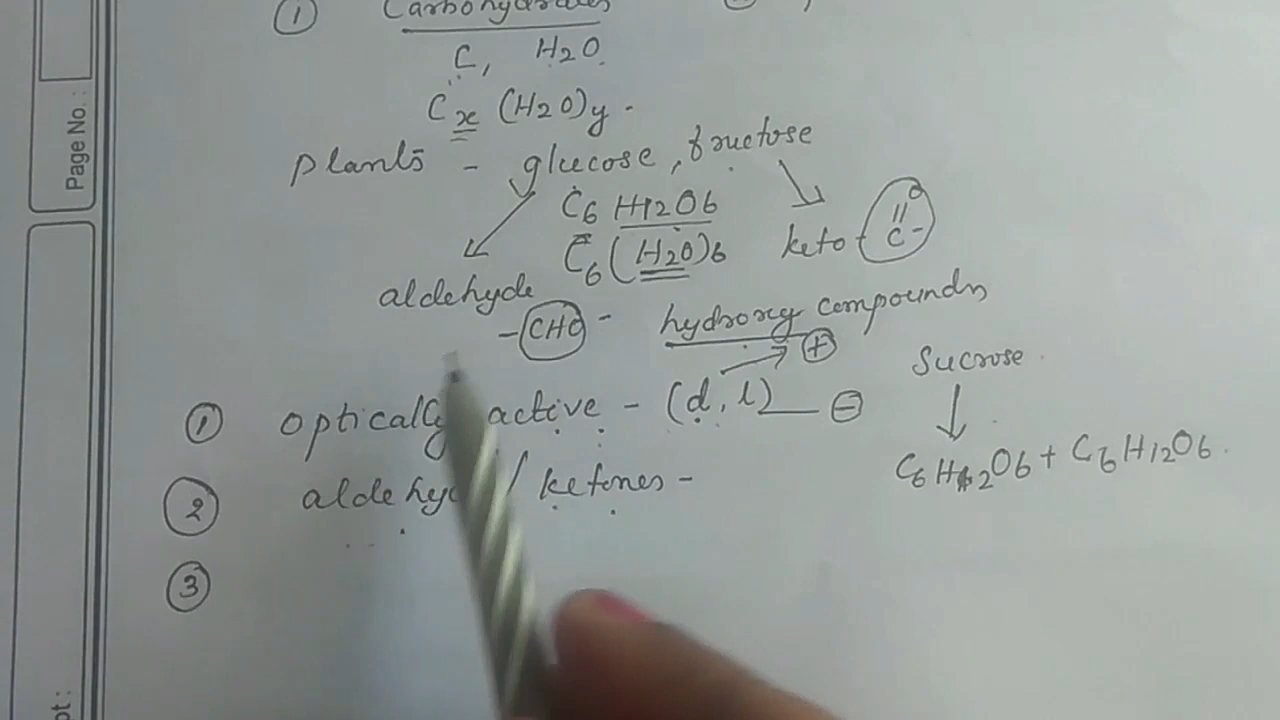 ① Carbohydrates
C, H2O
Cx (H2O)y -
plants - glucose, fructose
C6 H12O6
C6 (H2O)6 keto - C = O
aldehyde
- CHO - hydroxy compounds
+ Sucrose
① optically active - (d, l) -
C6H12O6 + C6H12O6
② / ketones -
③
Page No. :